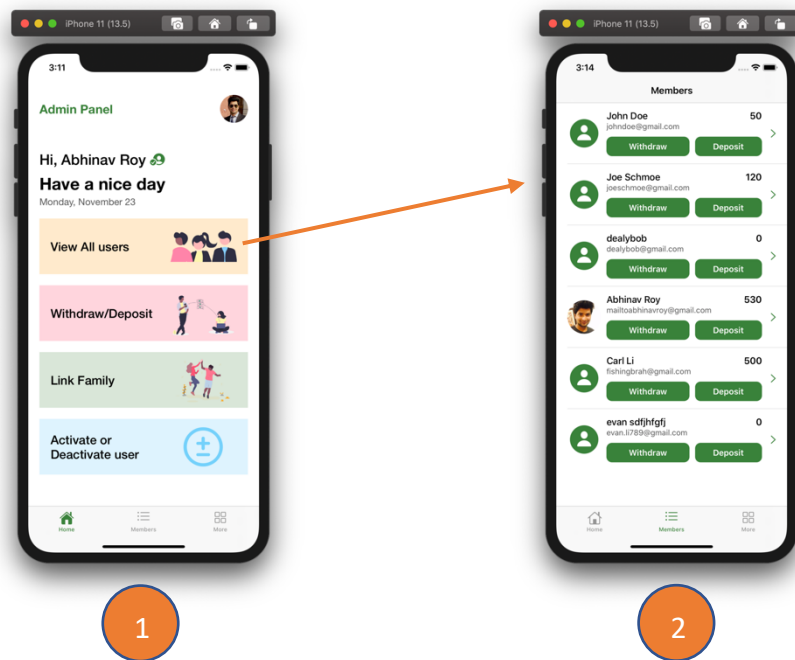 iPhone 11 (13.5)
3:11
Admin Panel
Hi, Abhinav Roy
Have a nice day
Monday, November 23
View All users
Withdraw/Deposit
Link Family
Activate or
Deactivate user
Home Members More
1
iPhone 11 (13.5)
3:14
Members
John Doe 50
johndoe@gmail.com
Withdraw Deposit
Joe Schmoe 120
joeschmoe@gmail.com
Withdraw Deposit
dealybob 0
dealybob@gmail.com
Withdraw Deposit
Abhinav Roy 530
mailtoabhinavroy@gmail.com
Withdraw Deposit
Carl Li 500
fishingbrah@gmail.com
Withdraw Deposit
evan sdfjhfgfj 0
evan.li789@gmail.com
Withdraw Deposit
Home Members More
2